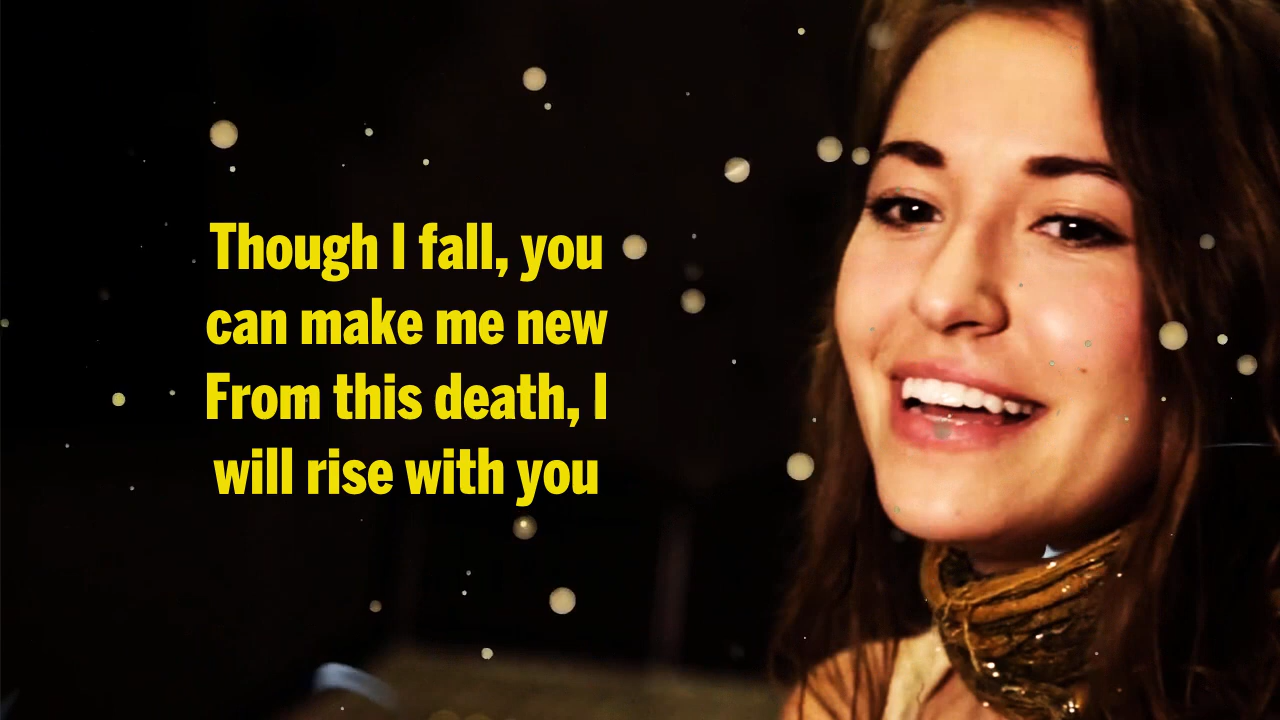 Though I fall, you
can make me new
From this death, I
will rise with you